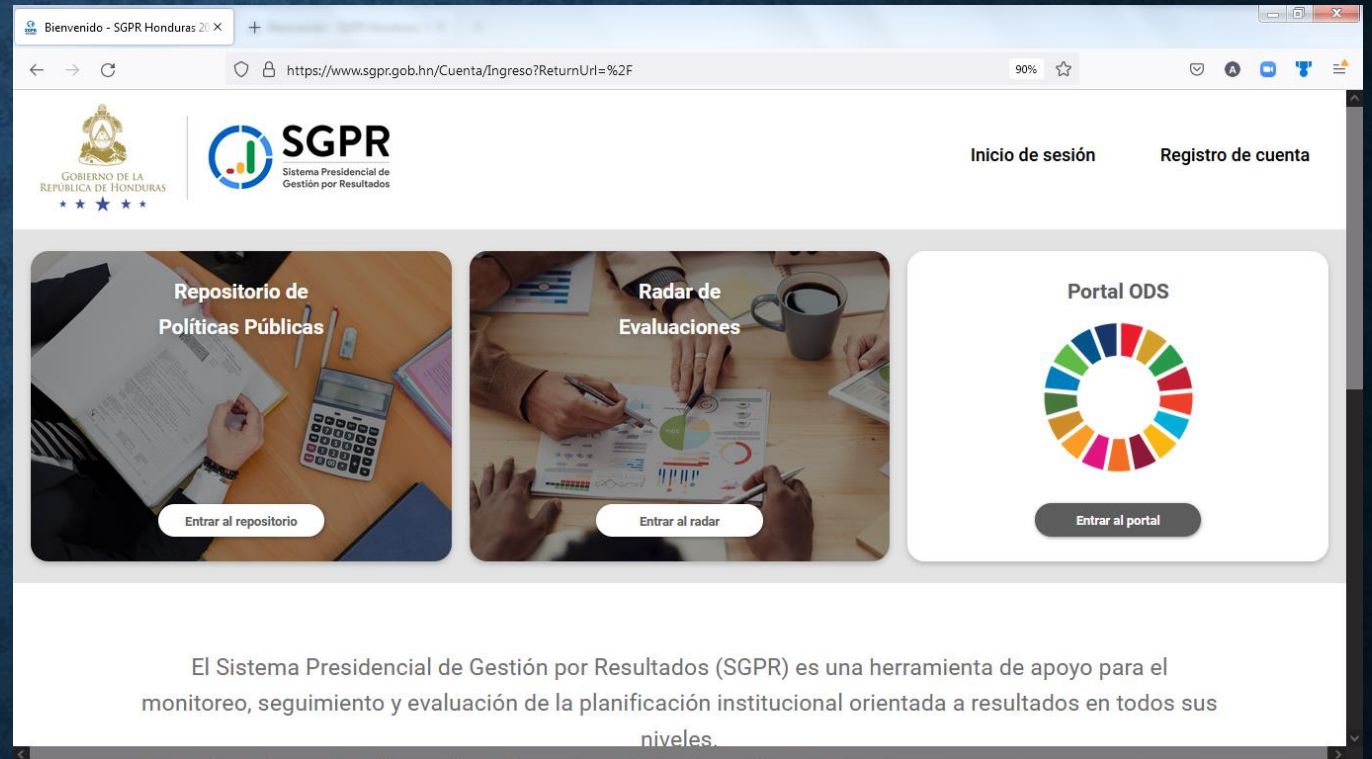 Bienvenido - SGPR Honduras 20
https://www.sgpr.gob.hn/Cuenta/Ingreso?ReturnUrl=%2F
90%
A
GOBIERNO DE LA
REPÚBLICA DE HONDURAS
SGPR
Sistema Presidencial de
Gestión por Resultados
Inicio de sesión
Registro de cuenta
Repositorio de
Políticas Públicas
Entrar al repositorio
Radar de
Evaluaciones
Entrar al radar
Portal ODS
Entrar al portal
El Sistema Presidencial de Gestión por Resultados (SGPR) es una herramienta de apoyo para el
monitoreo, seguimiento y evaluación de la planificación institucional orientada a resultados en todos sus
niveles.